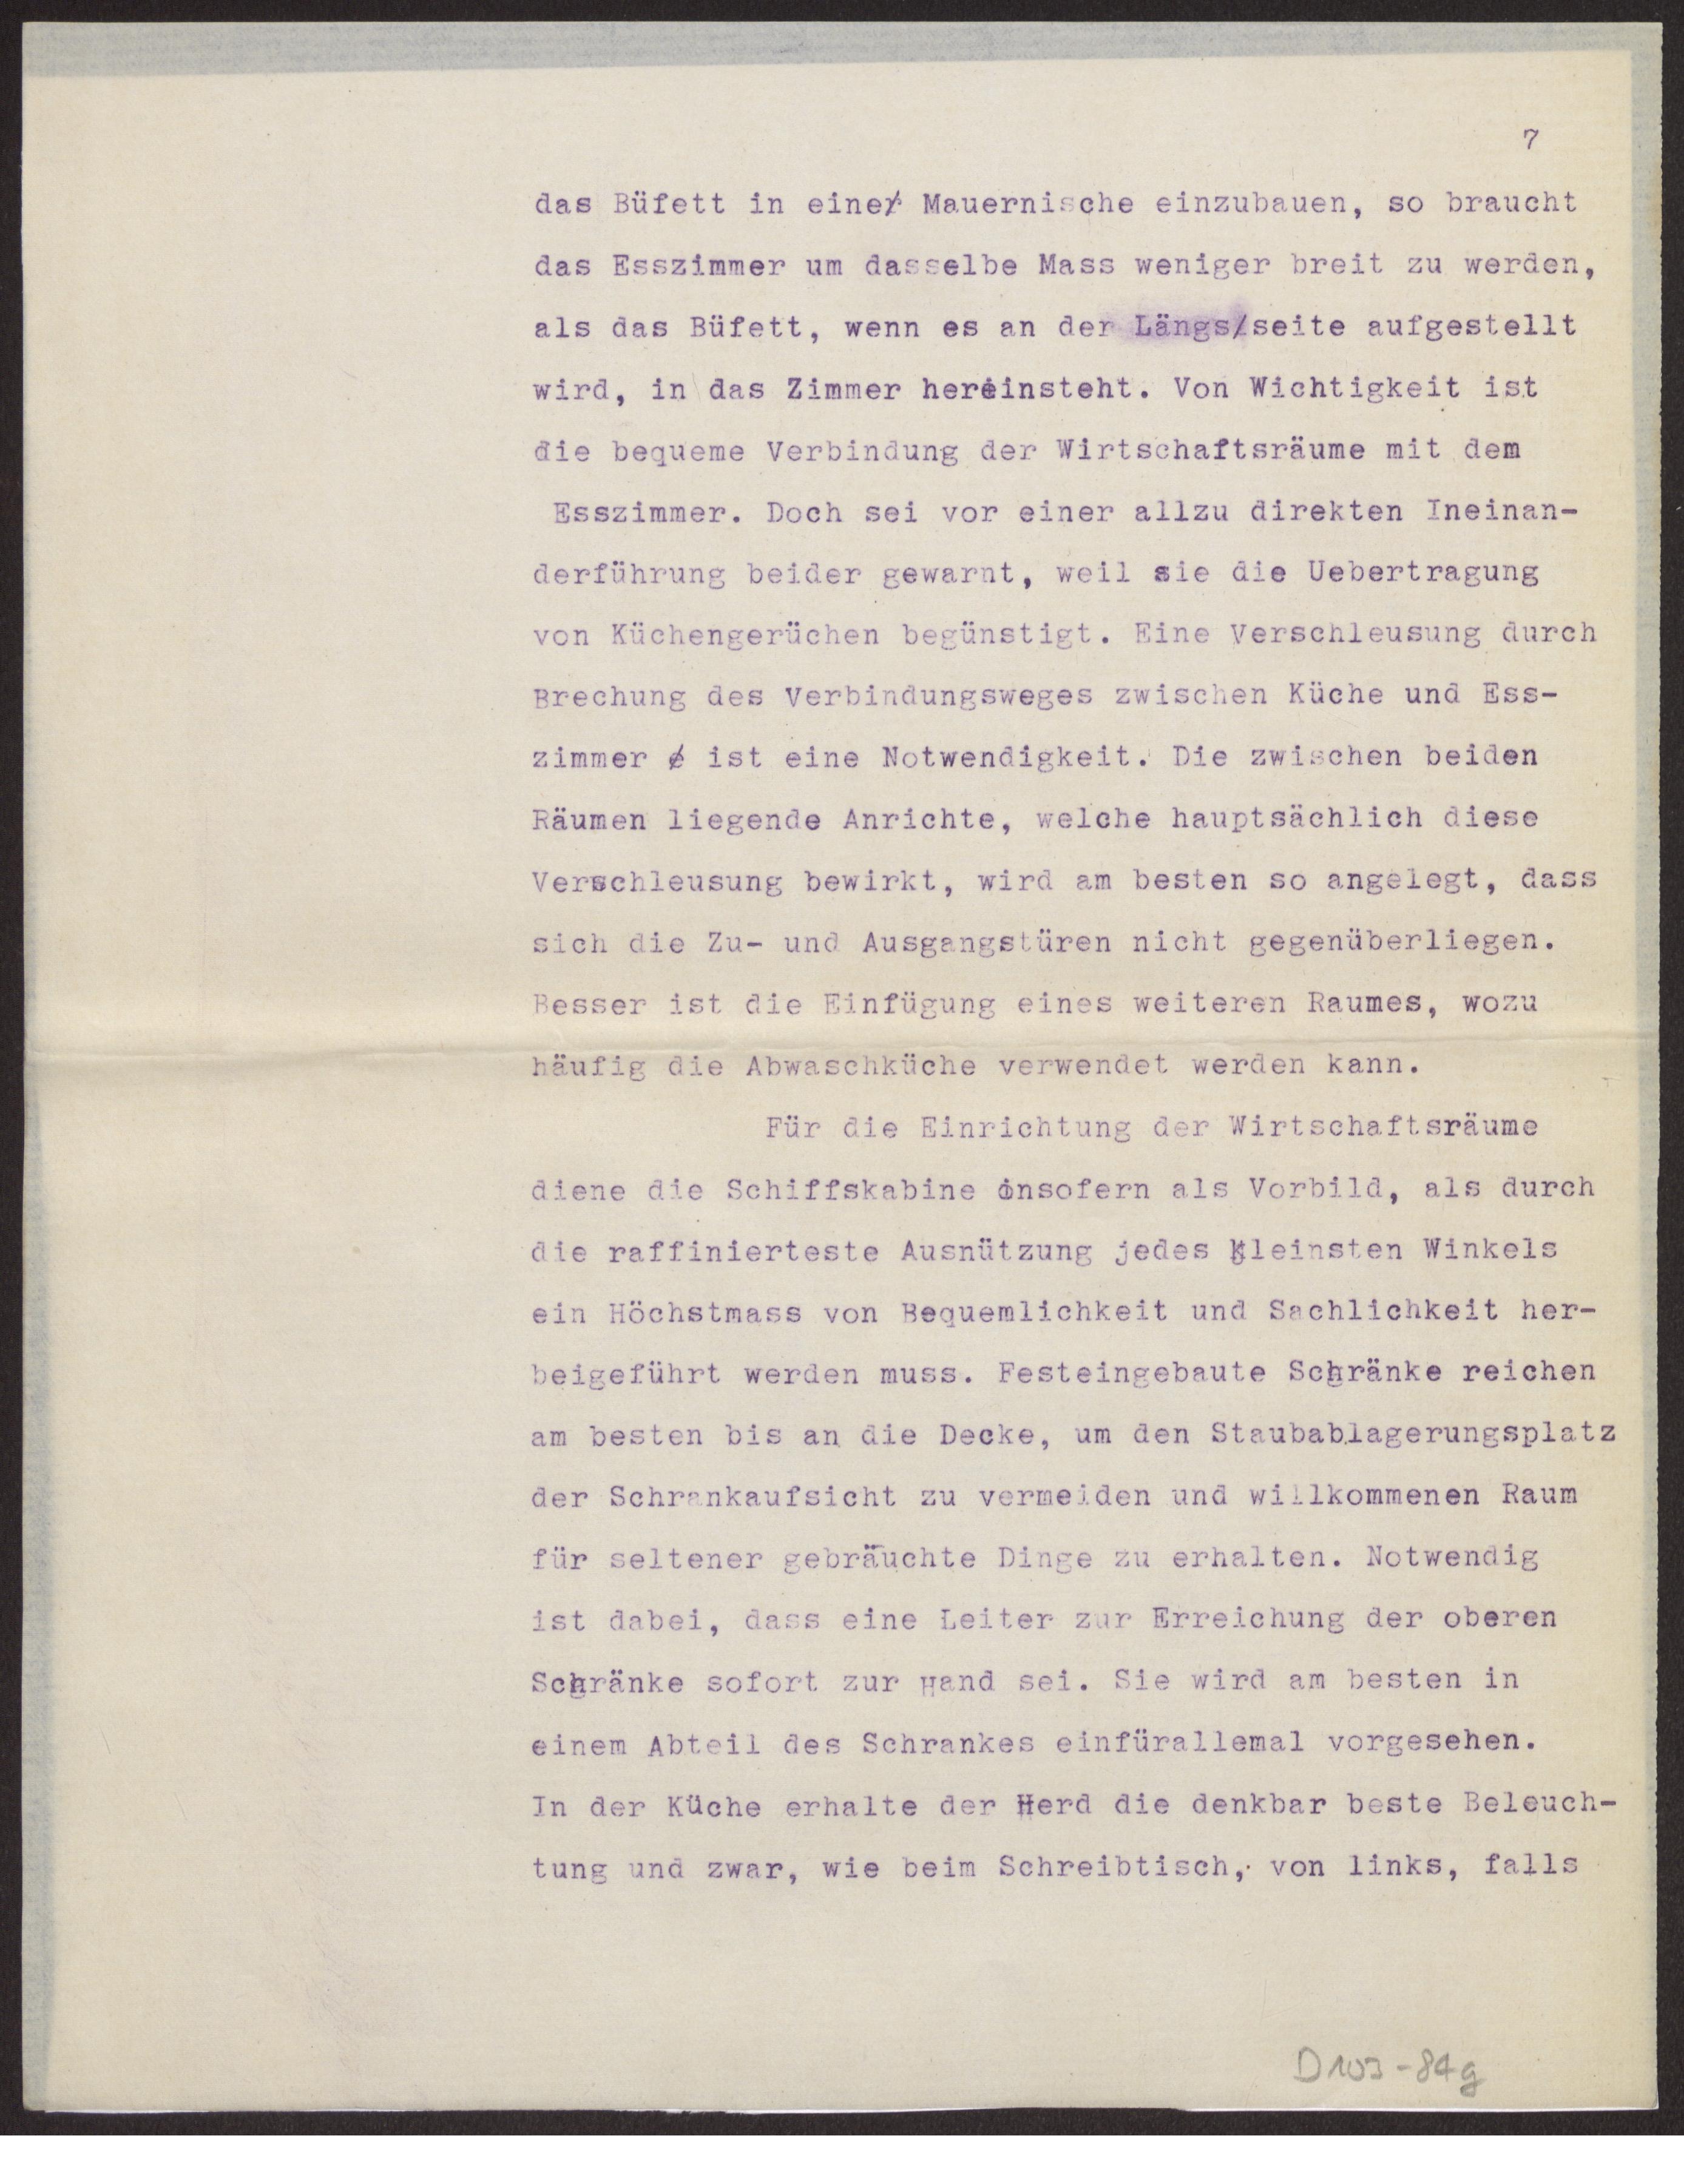 7
das Büfett in einer Mauernische einzubauen, so braucht
das Esszimmer um dasselbe Mass weniger breit zu werden,
als das Büfett, wenn es an der Längs/seite aufgestellt
wird, in das Zimmer hereinsteht. Von Wichtigkeit ist
die bequeme Verbindung der Wirtschaftsräume mit dem
Esszimmer. Doch sei vor einer allzu direkten Ineinan-
derführung beider gewarnt, weil sie die Uebertragung
von Küchengerüchen begünstigt. Eine Verschleusung durch
Brechung des Verbindungsweges zwischen Küche und Ess-
zimmer ist eine Notwendigkeit. Die zwischen beiden
Räumen liegende Anrichte, welche hauptsächlich diese
Verschleusung bewirkt, wird am besten so angelegt, dass
sich die Zu- und Ausgangstüren nicht gegenüberliegen.
Besser ist die Einfügung eines weiteren Raumes, wozu
häufig die Abwaschküche verwendet werden kann.
Für die Einrichtung der Wirtschaftsräume
diene die Schiffskabine insofern als Vorbild, als durch
die raffinierteste Ausnützung jedes kleinsten Winkels
ein Höchstmass von Bequemlichkeit und Sachlichkeit her-
beigeführt werden muss. Festeingebaute Schränke reichen
am besten bis an die Decke, um den Staubablagerungsplatz
der Schrankaufsicht zu vermeiden und willkommenen Raum
für seltener gebräuchte Dinge zu erhalten. Notwendig
ist dabei, dass eine Leiter zur Erreichung der oberen
Schränke sofort zur Hand sei. Sie wird am besten in
einem Abteil des Schrankes einfürallemal vorgesehen.
In der Küche erhalte der Herd die denkbar beste Beleuch-
tung und zwar, wie beim Schreibtisch, von links, falls
D103-84g